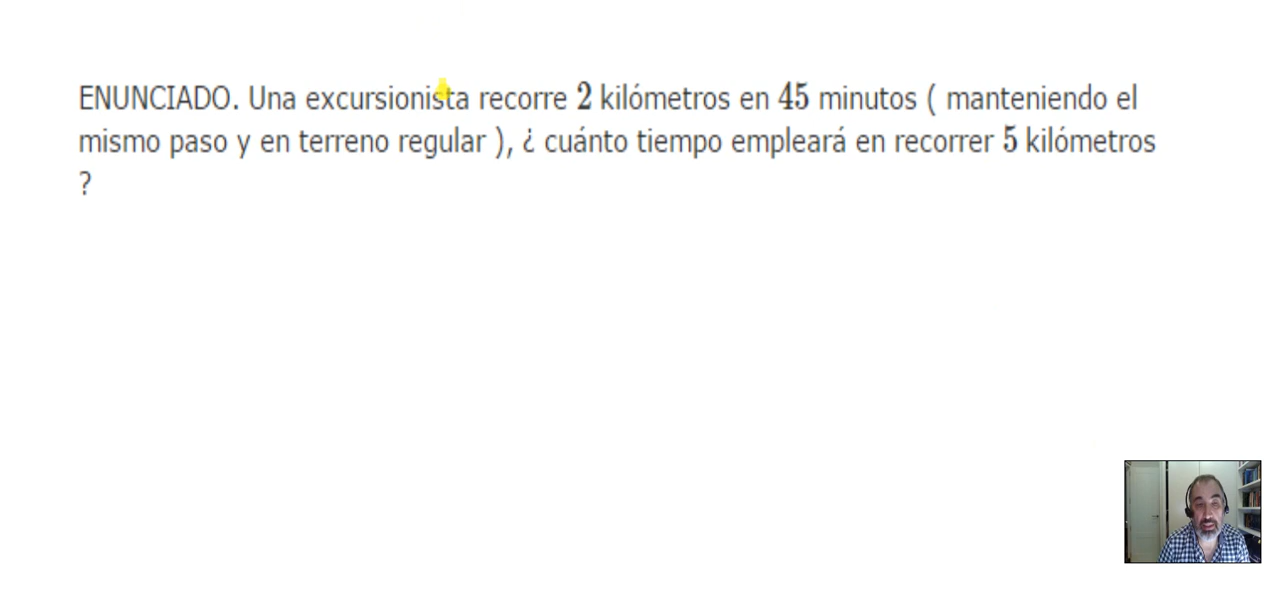 ENUNCIADO. Una excursionista recorre 2 kilómetros en 45 minutos ( manteniendo el
mismo paso y en terreno regular ), ¿ cuánto tiempo empleará en recorrer 5 kilómetros
?